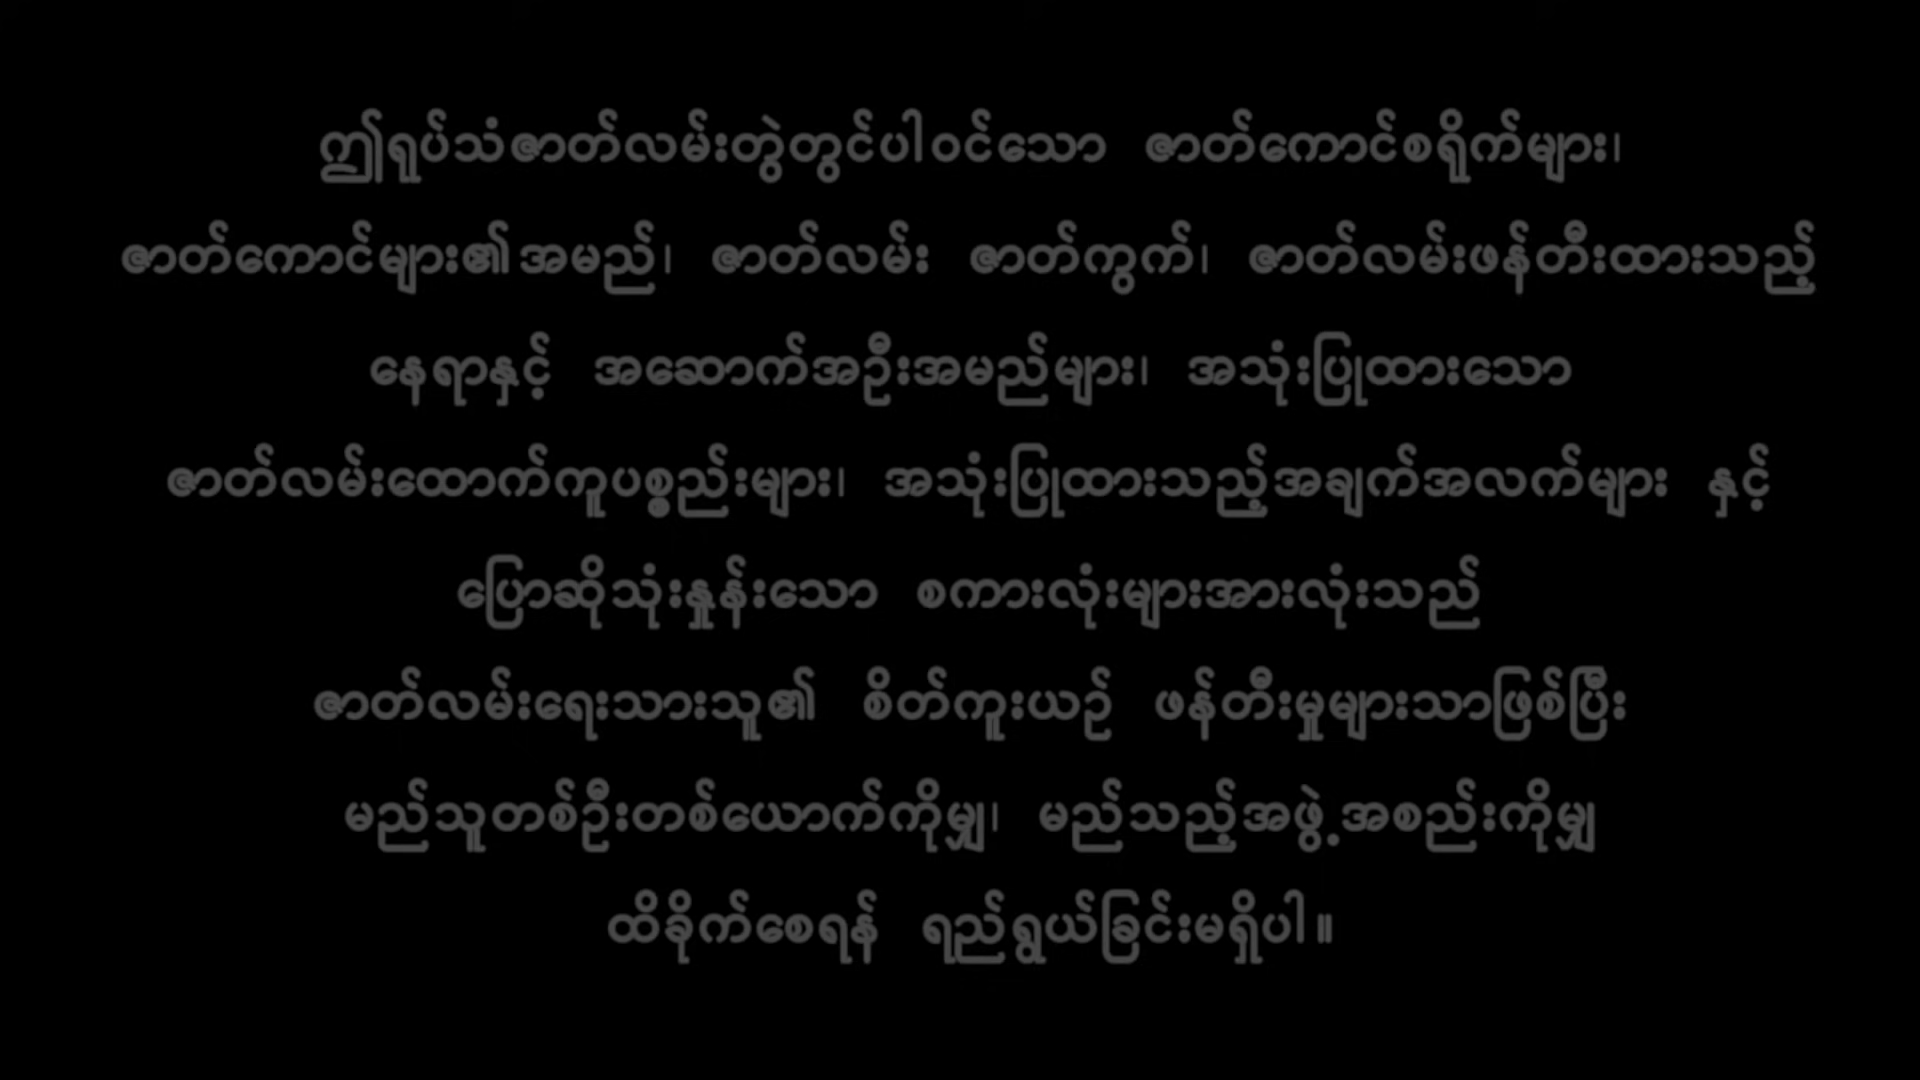 ဤရုပ်သံဇာတ်လမ်းတွဲတွင်ပါဝင်သော ဇာတ်ကောင်စရိုက်များ၊
ဇာတ်ကောင်များ၏အမည်၊ ဇာတ်လမ်း ဇာတ်ကွက်၊ ဇာတ်လမ်းဖန်တီးထားသည့်
နေရာနှင့် အဆောက်အဦးအမည်များ၊ အသုံးပြုထားသော
ဇာတ်လမ်းထောက်ကူပစ္စည်းများ၊ အသုံးပြုထားသည့်အချက်အလက်များ နှင့်
ပြောဆိုသုံးနှုန်းသော စကားလုံးများအားလုံးသည်
ဇာတ်လမ်းရေးသားသူ၏ စိတ်ကူးယဉ် ဖန်တီးမှုများသာဖြစ်ပြီး
မည်သူတစ်ဦးတစ်ယောက်ကိုမျှ၊ မည်သည့်အဖွဲ့အစည်းကိုမျှ
ထိခိုက်စေရန် ရည်ရွယ်ခြင်းမရှိပါ။